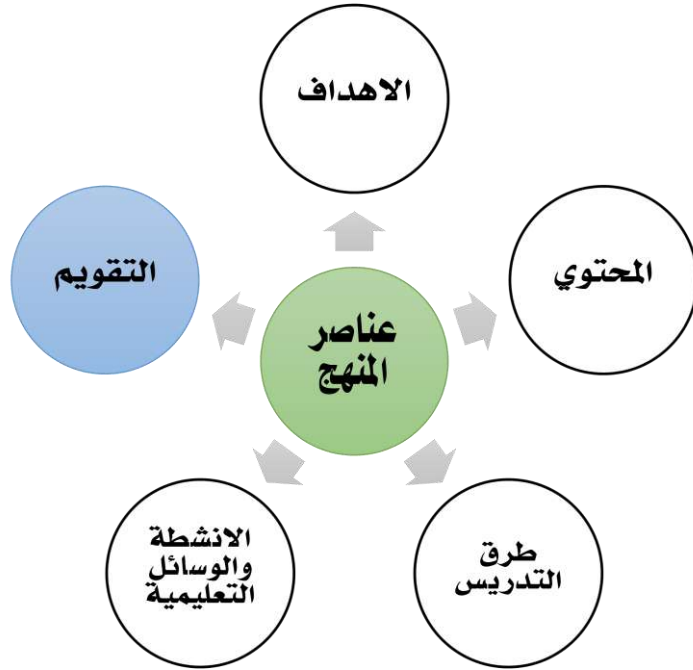 الاهداف
المحتوي
التقويم
عناصر
المنهج
طرق
التدريس
الانشطة
والوسائل
التعليمية